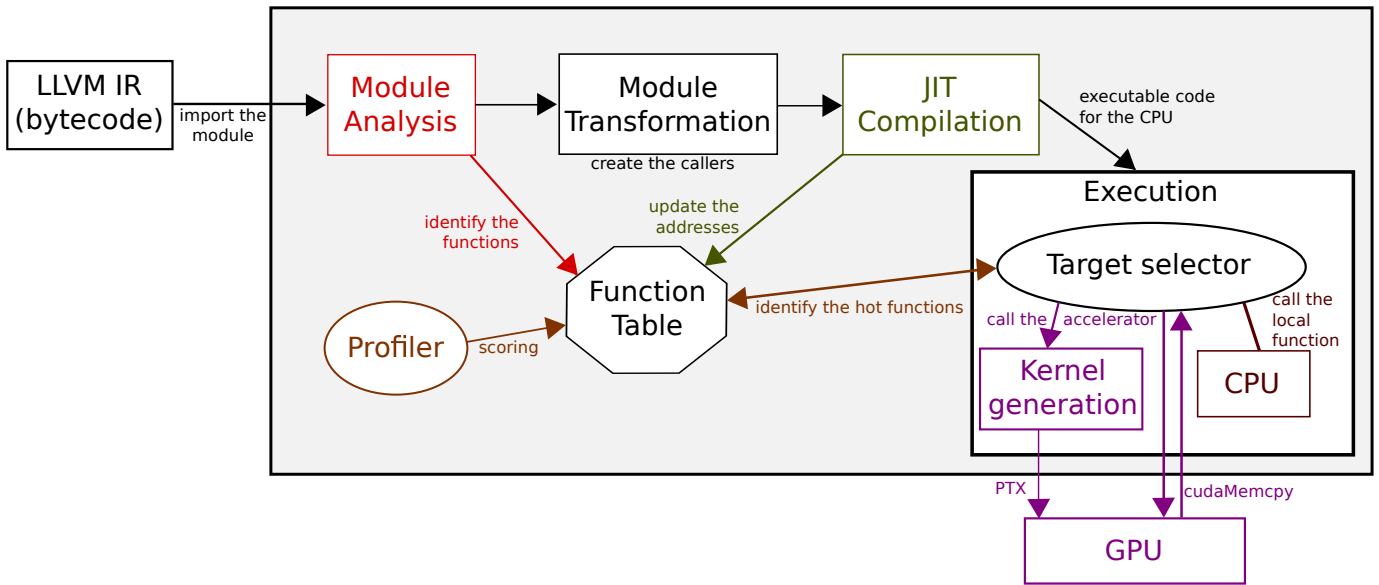 LLVM IR
(bytecode)
import the
module
Module
Analysis
Module
Transformation
create the callers
JIT
Compilation
executable code
for the CPU
identify the
functions
update the
addresses
Function
Table
Profiler
scoring
identify the hot functions
Execution
Target selector
call the accelerator
call the
local
function
Kernel
generation
CPU
PTX
cudaMemcpy
GPU